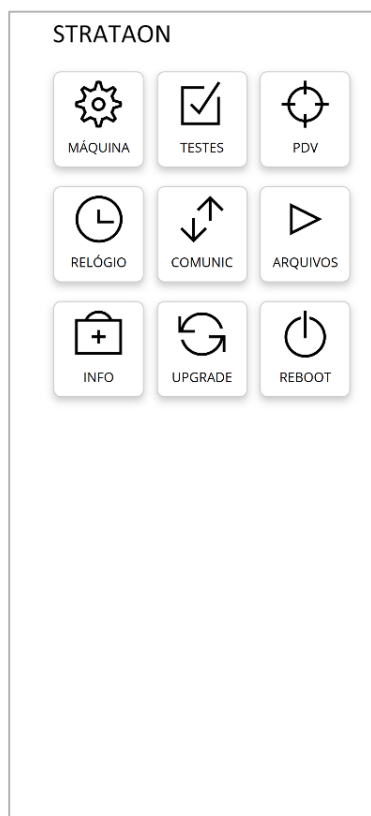 STRATAON
MÁQUINA TESTES PDV
RELÓGIO COMUNIC ARQUIVOS
INFO UPGRADE REBOOT